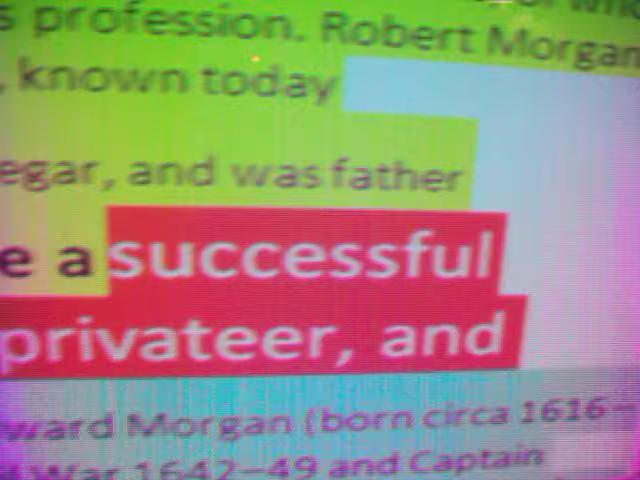 s profession. Robert Morgan
, known today
egar, and was father
e a successful
privateer, and
ward Morgan (born circa 1616–
War 1642–49 and Captain